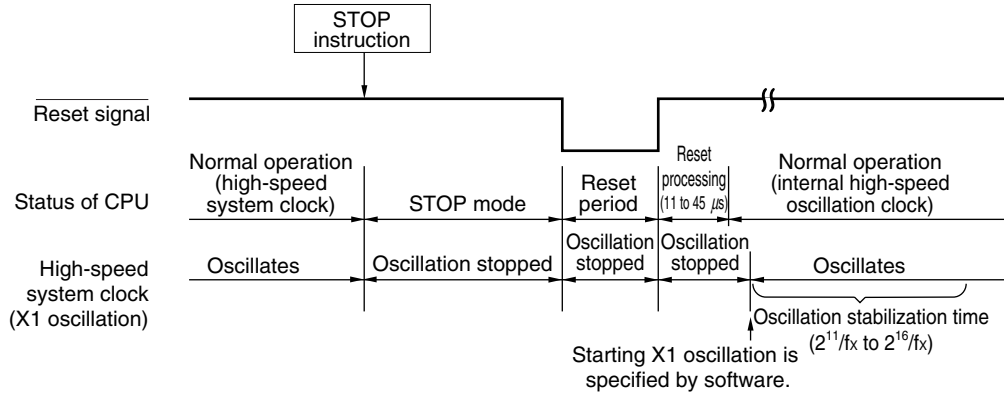 STOP
instruction
Reset signal
Normal operation
(high-speed
system clock)
STOP mode
Reset
period
Reset
processing
(11 to 45 μs)
Normal operation
(internal high-speed
oscillation clock)
Status of CPU
Oscillates
Oscillation stopped
Oscillation
stopped
Oscillation
stopped
Oscillates
High-speed
system clock
(X1 oscillation)
Oscillation stabilization time
(2¹¹/fx to 2¹⁶/fx)
Starting X1 oscillation is
specified by software.